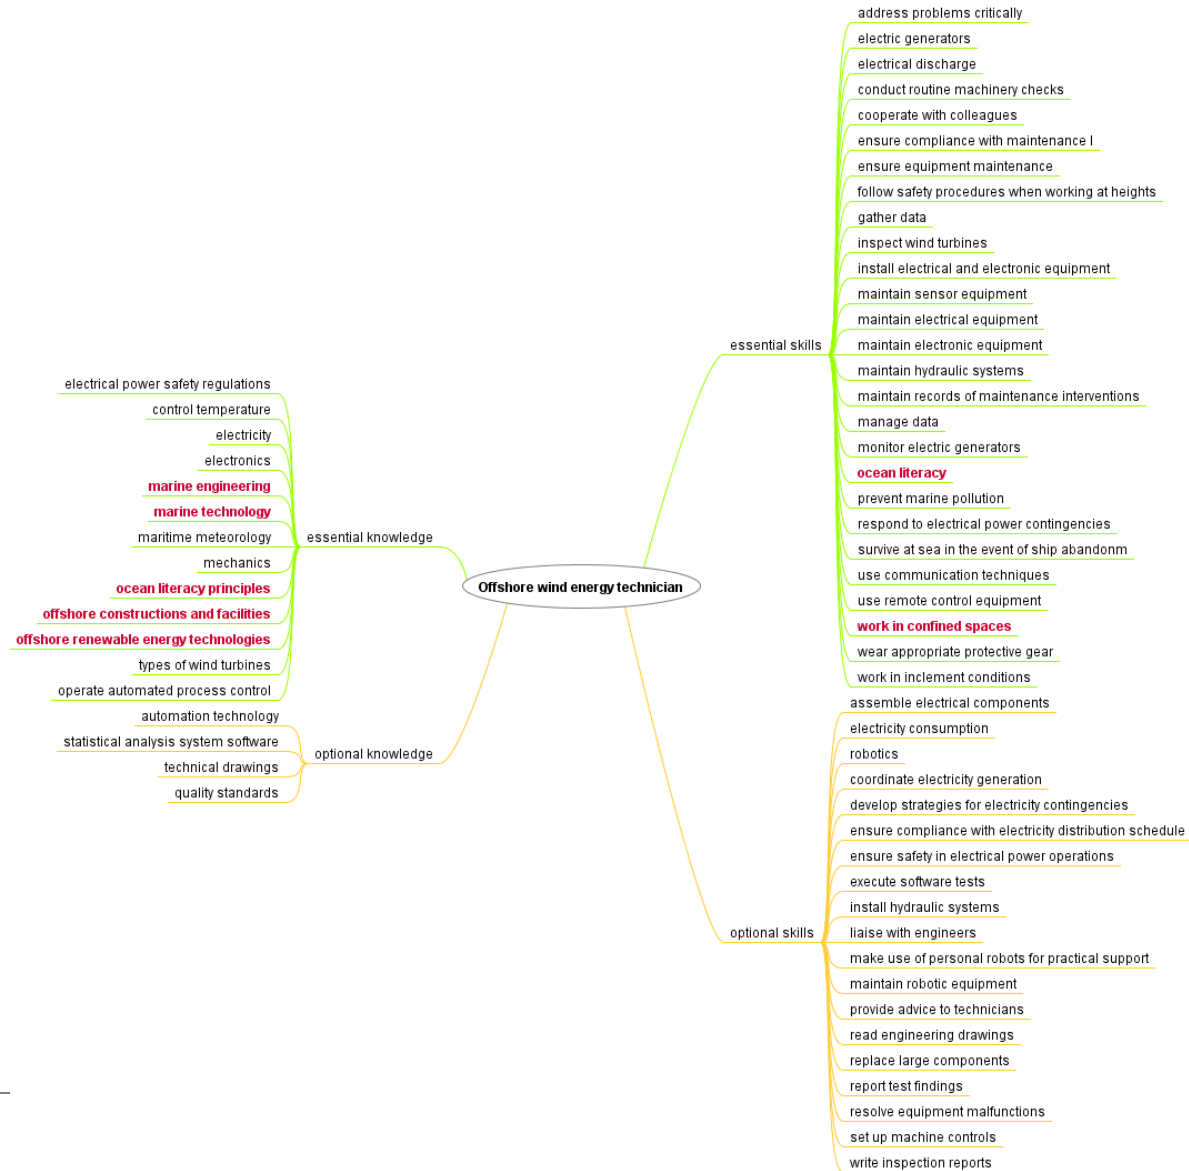 Offshore wind energy technician
essential knowledge
electrical power safety regulations
control temperature
electricity
electronics
marine engineering
marine technology
maritime meteorology
mechanics
ocean literacy principles
offshore constructions and facilities
offshore renewable energy technologies
types of wind turbines
operate automated process control
optional knowledge
automation technology
statistical analysis system software
technical drawings
quality standards
essential skills
address problems critically
electric generators
electrical discharge
conduct routine machinery checks
cooperate with colleagues
ensure compliance with maintenance l
ensure equipment maintenance
follow safety procedures when working at heights
gather data
inspect wind turbines
install electrical and electronic equipment
maintain sensor equipment
maintain electrical equipment
maintain electronic equipment
maintain hydraulic systems
maintain records of maintenance interventions
manage data
monitor electric generators
ocean literacy
prevent marine pollution
respond to electrical power contingencies
survive at sea in the event of ship abandonm
use communication techniques
use remote control equipment
work in confined spaces
wear appropriate protective gear
work in inclement conditions
optional skills
assemble electrical components
electricity consumption
robotics
coordinate electricity generation
develop strategies for electricity contingencies
ensure compliance with electricity distribution schedule
ensure safety in electrical power operations
execute software tests
install hydraulic systems
liaise with engineers
make use of personal robots for practical support
maintain robotic equipment
provide advice to technicians
read engineering drawings
replace large components
report test findings
resolve equipment malfunctions
set up machine controls
write inspection reports